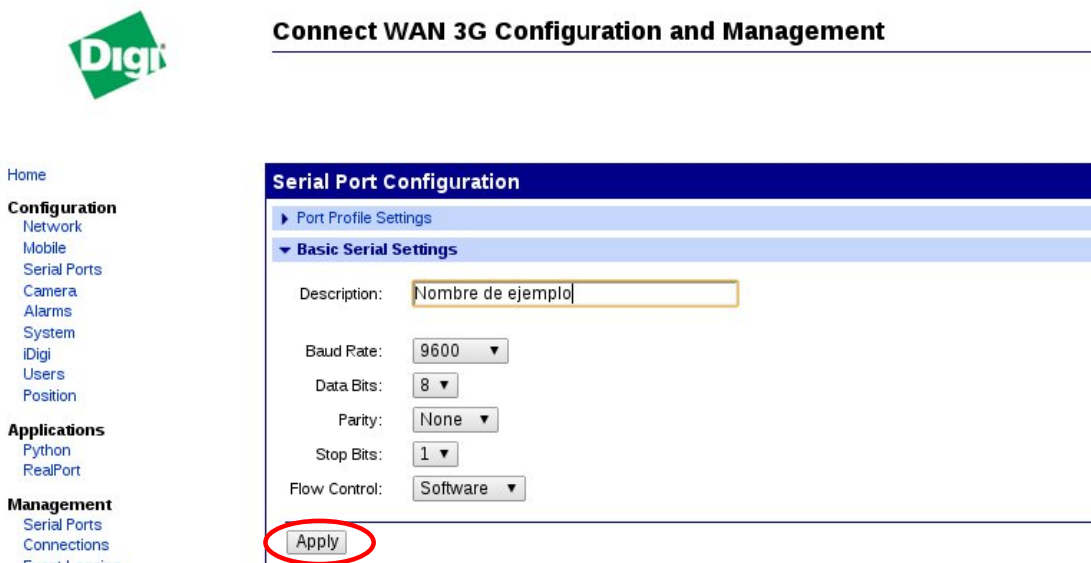 Digi
Connect WAN 3G Configuration and Management
Home
Configuration
Network
Mobile
Serial Ports
Camera
Alarms
System
iDigi
Users
Position
Applications
Python
RealPort
Management
Serial Ports
Connections
Serial Port Configuration
Port Profile Settings
Basic Serial Settings
Description: Nombre de ejemplo
Baud Rate: 9600
Data Bits: 8
Parity: None
Stop Bits: 1
Flow Control: Software
Apply